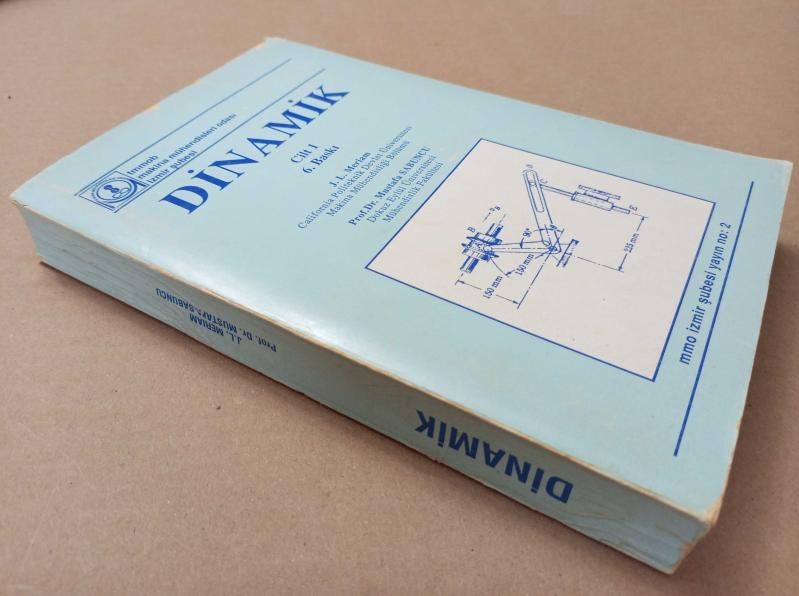 tmmob
makina mühendisleri odası
izmir şubesi
DİNAMİK
Cilt 1
6. Baskı
J. L. Meriam
California Politeknik Devlet Üniversitesi
Makina Mühendisliği Bölümü
Prof.Dr. Mustafa SABUNCU
Dokuz Eylül Üniversitesi
Mühendislik Fakültesi
A
C
E
B
90°
225 mm
150 mm
150 mm
mmo izmir şubesi yayın no: 2
J. L. MERIAM
Prof. Dr. MUSTAFA SABUNCU
DİNAMİK